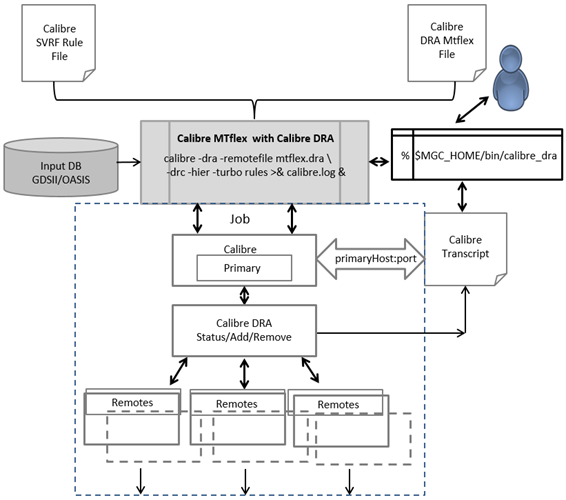 Calibre
SVRF Rule
File
Calibre
DRA Mtflex
File
Calibre MTflex with Calibre DRA
calibre -dra -remotefile mtflex.dra \
-drc -hier -turbo rules >& calibre.log &
Input DB
GDSII/OASIS
% $MGC_HOME/bin/calibre_dra
Job
Calibre
Primary
primaryHost:port
Calibre
Transcript
Calibre DRA
Status/Add/Remove
Remotes
Remotes
Remotes